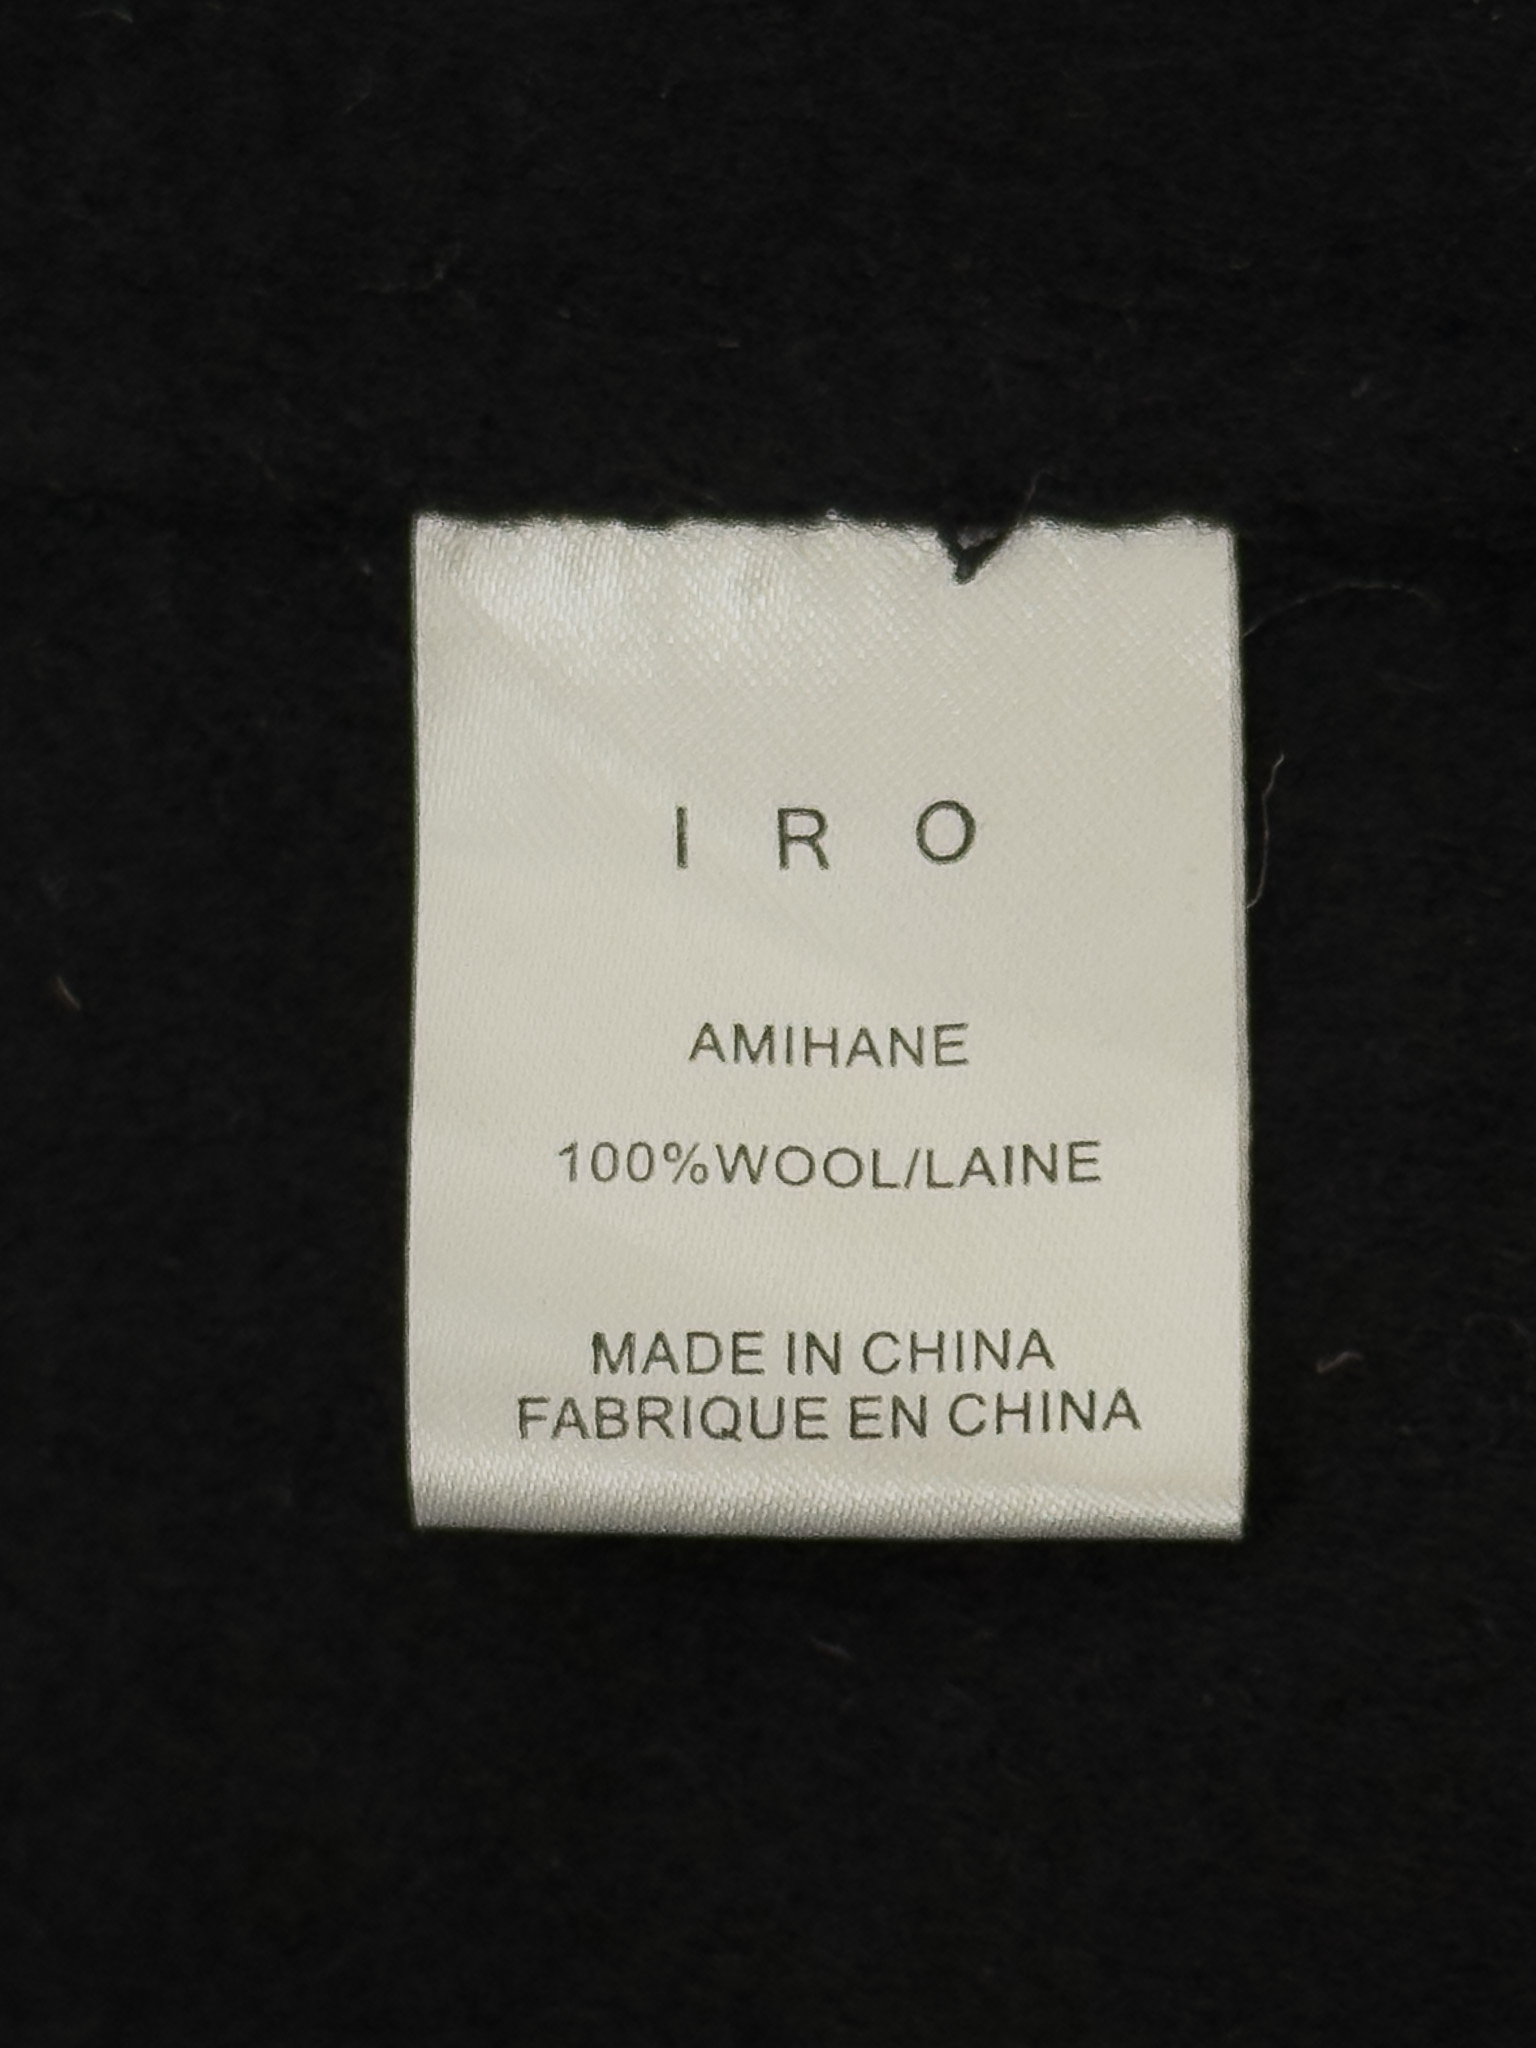 I R O
AMIHANE
100%WOOL/LAINE
MADE IN CHINA
FABRIQUE EN CHINA